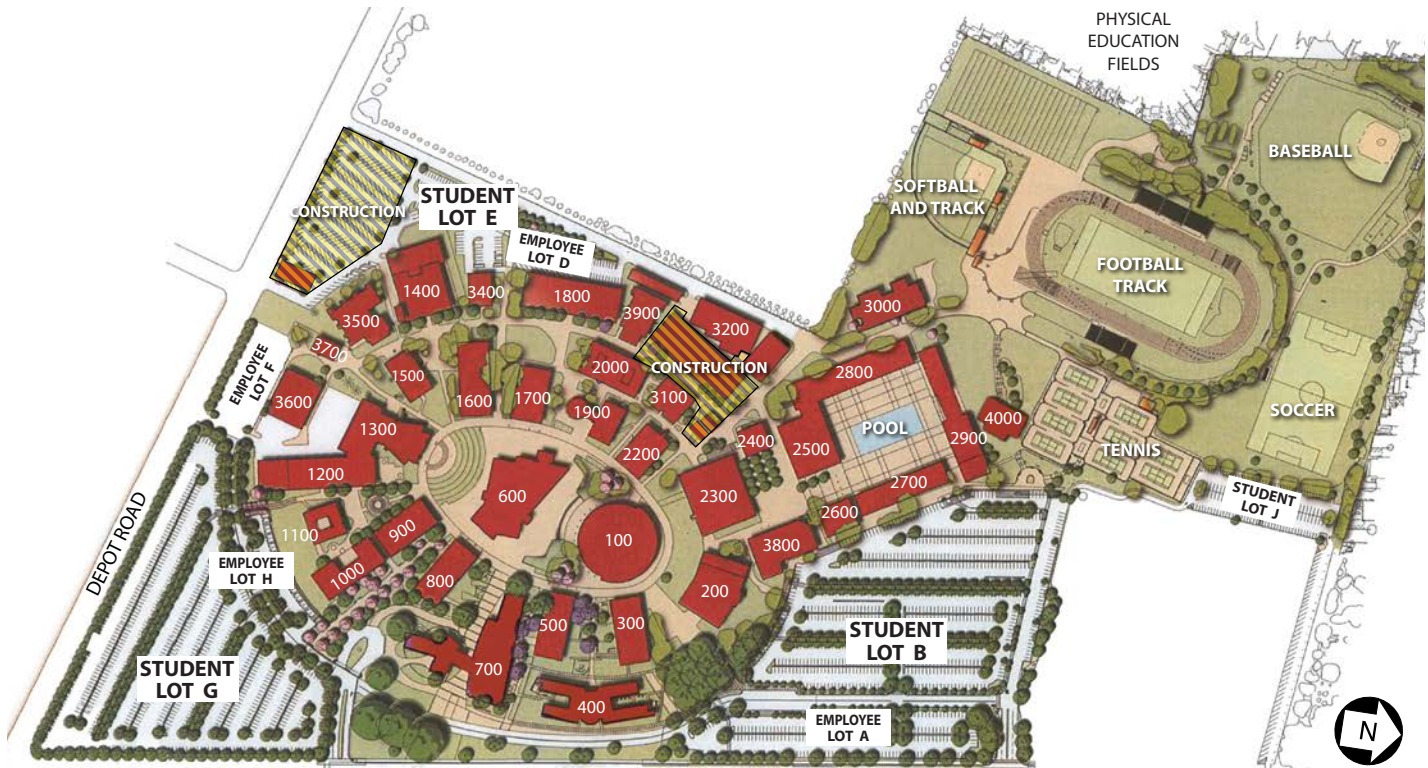 PHYSICAL
EDUCATION
FIELDS
BASEBALL
SOFTBALL
AND TRACK
CONSTRUCTION
STUDENT
LOT E
EMPLOYEE
LOT D
FOOTBALL
TRACK
1400
3400
1800
3900
3200
3000
3500
3700
1500
1600
1700
2000
CONSTRUCTION
2800
EMPLOYEE
LOT F
3600
1300
1900
3100
2200
2400
2500
POOL
2900
4000
SOCCER
TENNIS
1200
600
2300
2700
2600
STUDENT
LOT J
DEPOT ROAD
1100
900
1000
800
100
3800
200
EMPLOYEE
LOT H
500
300
STUDENT
LOT B
STUDENT
LOT G
700
400
EMPLOYEE
LOT A
N